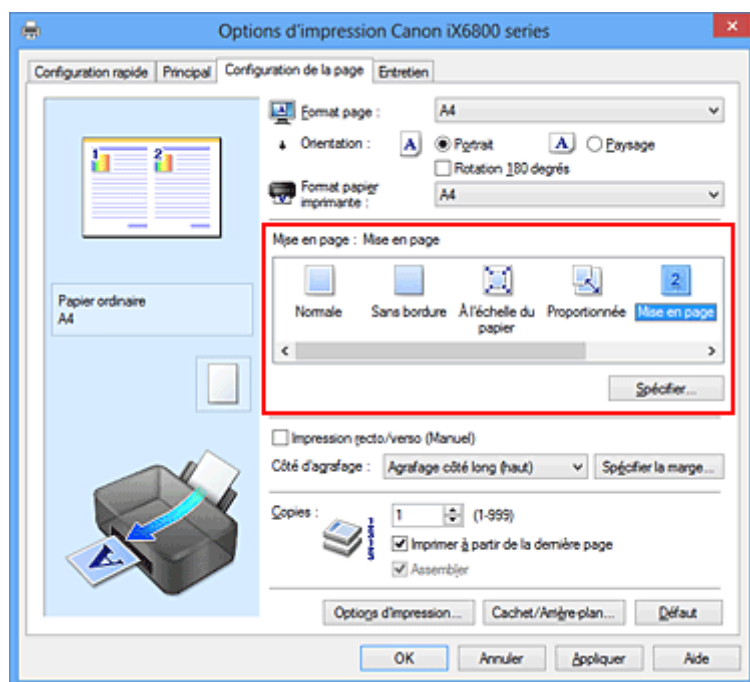 Options d'impression Canon iX6800 series
Configuration rapide Principal Configuration de la page Entretien
Format page : A4
Orientation : A Portrait A Paysage
Rotation 180 degrés
Format papier
imprimante : A4
1 2
Mise en page : Mise en page
2
Normale Sans bordure À l'échelle du papier Proportionnée Mise en page
Papier ordinaire
A4
Spécifier...
Impression recto/verso (Manuel)
Côté d'agrafage : Agrafage côté long (haut) Spécifier la marge...
Copies : 1 (1-999)
Imprimer à partir de la dernière page
Assembler
A
Options d'impression... Cachet/Arrière-plan... Défaut
OK Annuler Appliquer Aide